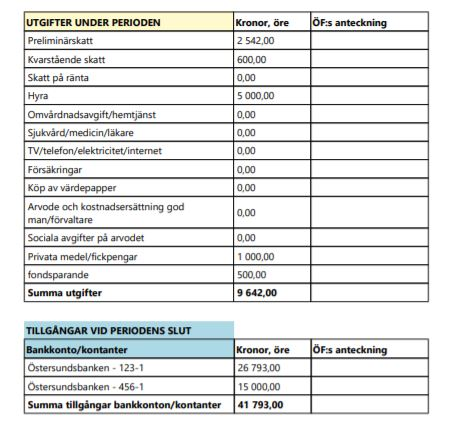 UTGIFTER UNDER PERIODEN Kronor, öre ÖF:s anteckning
Preliminärskatt 2 542,00
Kvarstående skatt 600,00
Skatt på ränta 0,00
Hyra 5 000,00
Omvårdnadsavgift/hemtjänst 0,00
Sjukvård/medicin/läkare 0,00
TV/telefon/elektricitet/internet 0,00
Försäkringar 0,00
Köp av värdepapper 0,00
Arvode och kostnadsersättning god
man/förvaltare 0,00
Sociala avgifter på arvodet 0,00
Privata medel/fickpengar 1 000,00
fondsparande 500,00
Summa utgifter 9 642,00
TILLGÅNGAR VID PERIODENS SLUT
Bankkonto/kontanter Kronor, öre ÖF:s anteckning
Östersundsbanken - 123-1 26 793,00
Östersundsbanken - 456-1 15 000,00
Summa tillgångar bankkonton/kontanter 41 793,00